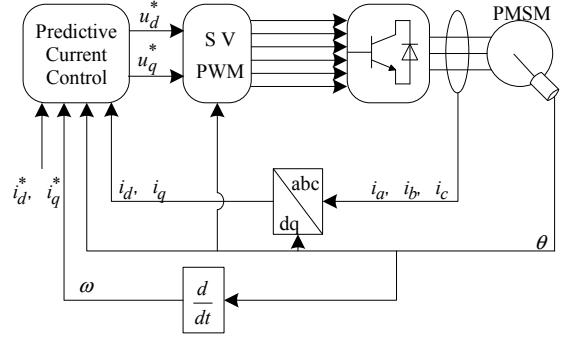 Predictive
Current
Control
u*d
u*q
S V
PWM
PMSM
i*d, i*q
id, iq
abc
dq
ia, ib, ic
θ
ω
d
dt